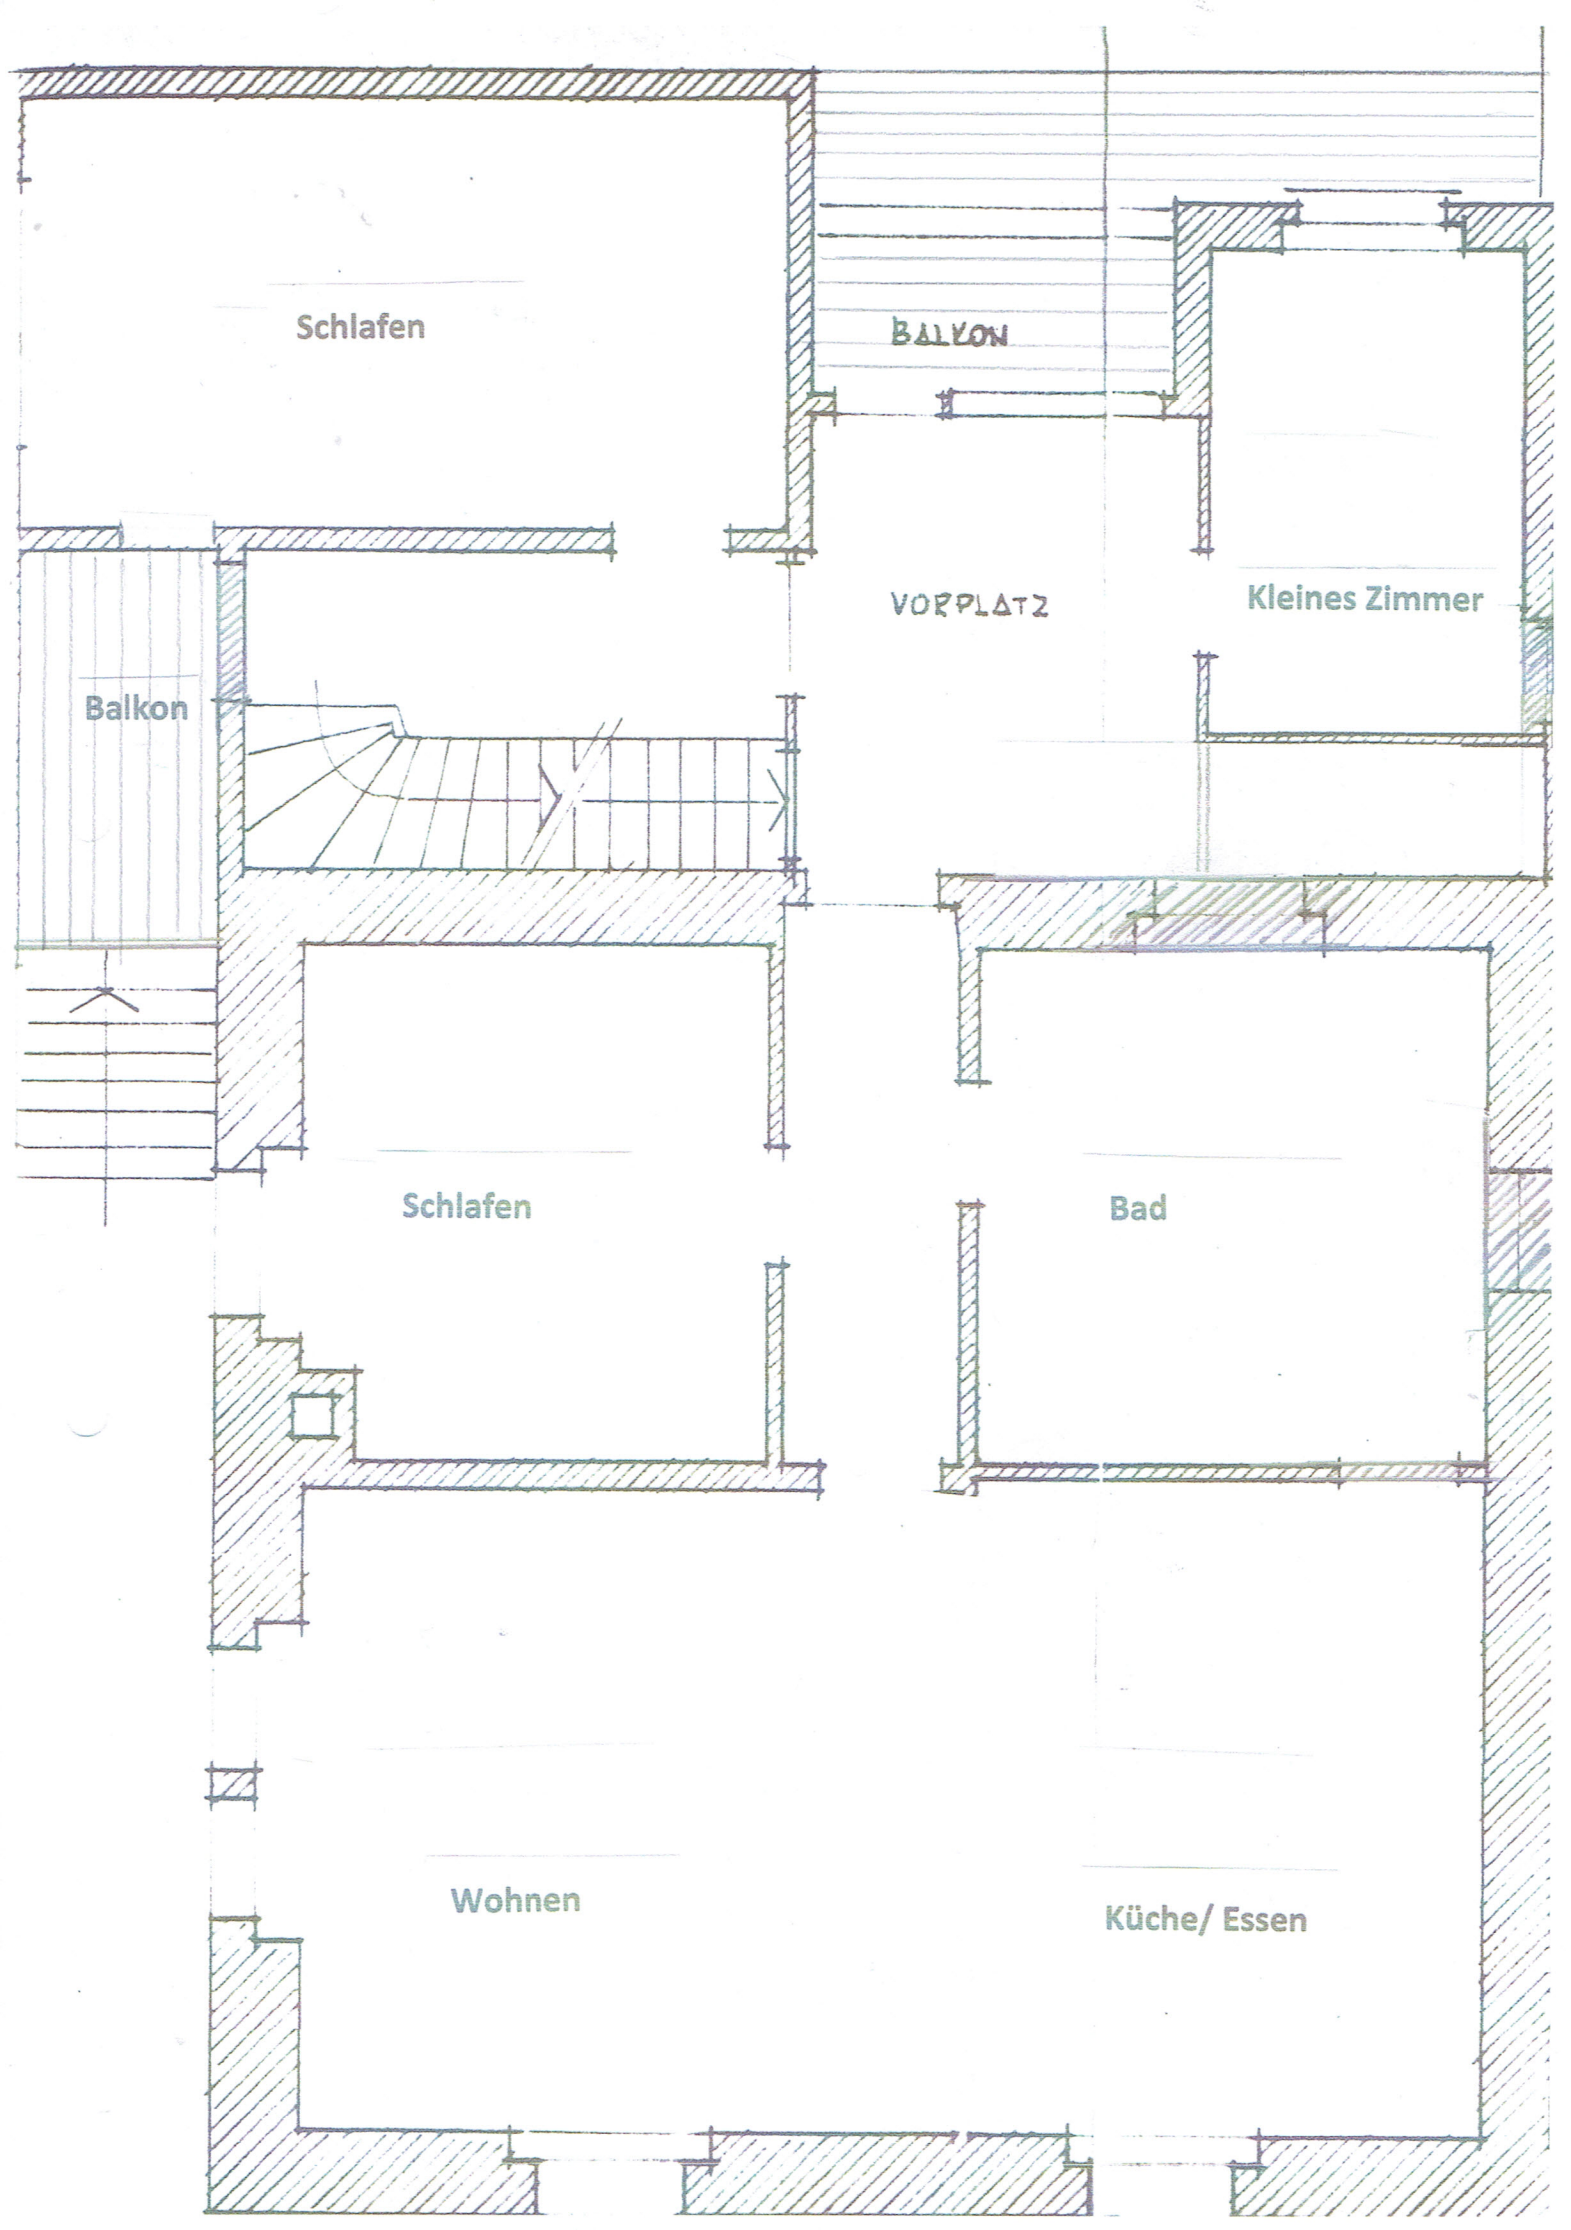 Schlafen
BALKON
VORPLATZ
Kleines Zimmer
Balkon
Schlafen
Bad
Wohnen
Küche/ Essen